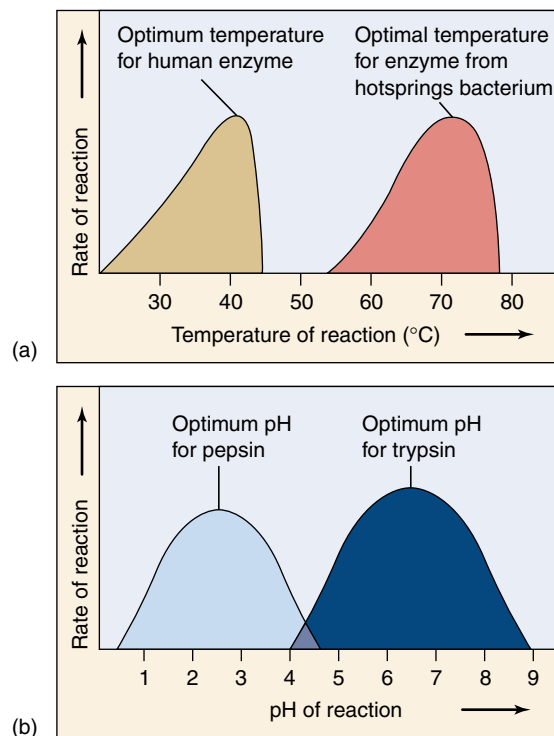 Optimum temperature
for human enzyme
Optimal temperature
for enzyme from
hotsprings bacterium
Rate of reaction
30 40 50 60 70 80
Temperature of reaction (°C)
(a)
Optimum pH
for pepsin
Optimum pH
for trypsin
Rate of reaction
1 2 3 4 5 6 7 8 9
pH of reaction
(b)